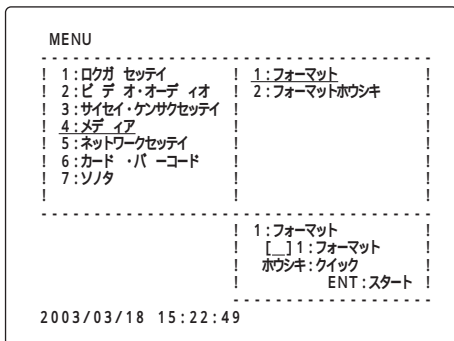 MENU
! 1:ロクガ セッテイ ! 1:フォーマット !
! 2:ビ デ オ・オーデ ィオ ! 2:フォーマットホウシキ !
! 3:サイセイ・ケンサクセッテイ ! !
! 4:メデ ィア ! !
! 5:ネットワークセッテイ ! !
! 6:カード ・バ ーコード ! !
! 7:ソノタ ! !
! ! !
! 1:フォーマット !
! [_]1:フォーマット !
! ホウシキ:クイック !
! ENT:スタート !
2003/03/18 15:22:49